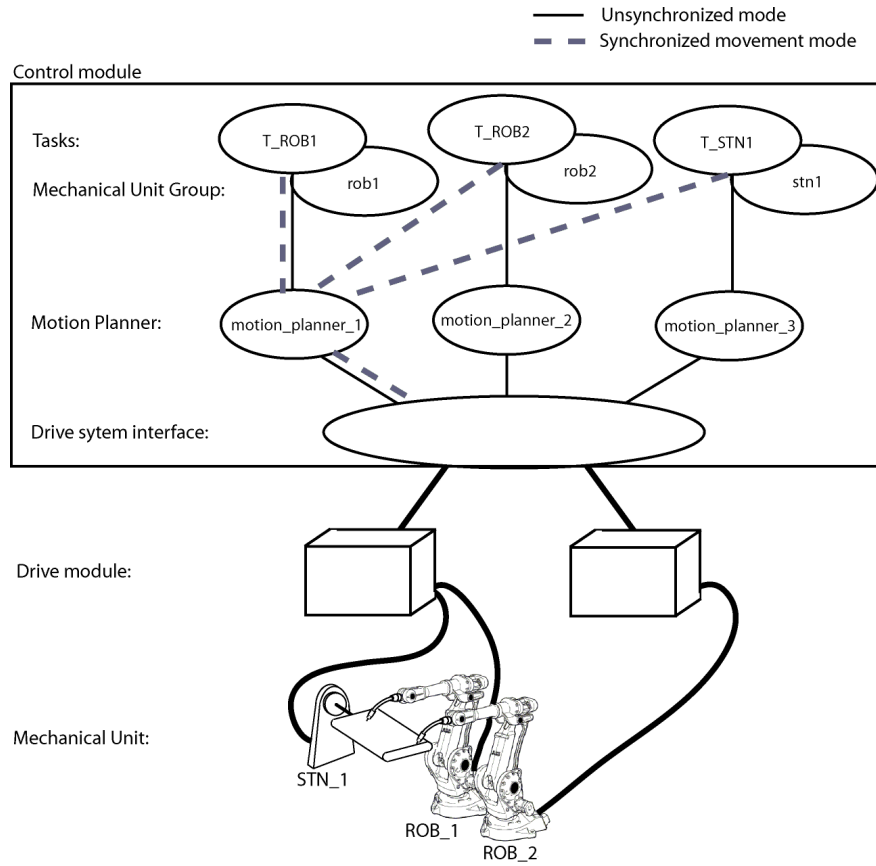 Unsynchronized mode
Synchronized movement mode
Control module
Tasks:
T_ROB1
T_ROB2
T_STN1
Mechanical Unit Group:
rob1
rob2
stn1
Motion Planner:
motion_planner_1
motion_planner_2
motion_planner_3
Drive sytem interface:
Drive module:
Mechanical Unit:
STN_1
ROB_1
ROB_2